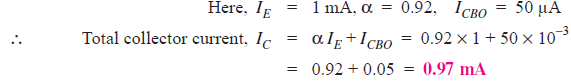 Here, I_E = 1 mA, α = 0.92, I_CBO = 50 μA
∴ Total collector current, I_C = α I_E + I_CBO = 0.92 × 1 + 50 × 10⁻³
= 0.92 + 0.05 = 0.97 mA